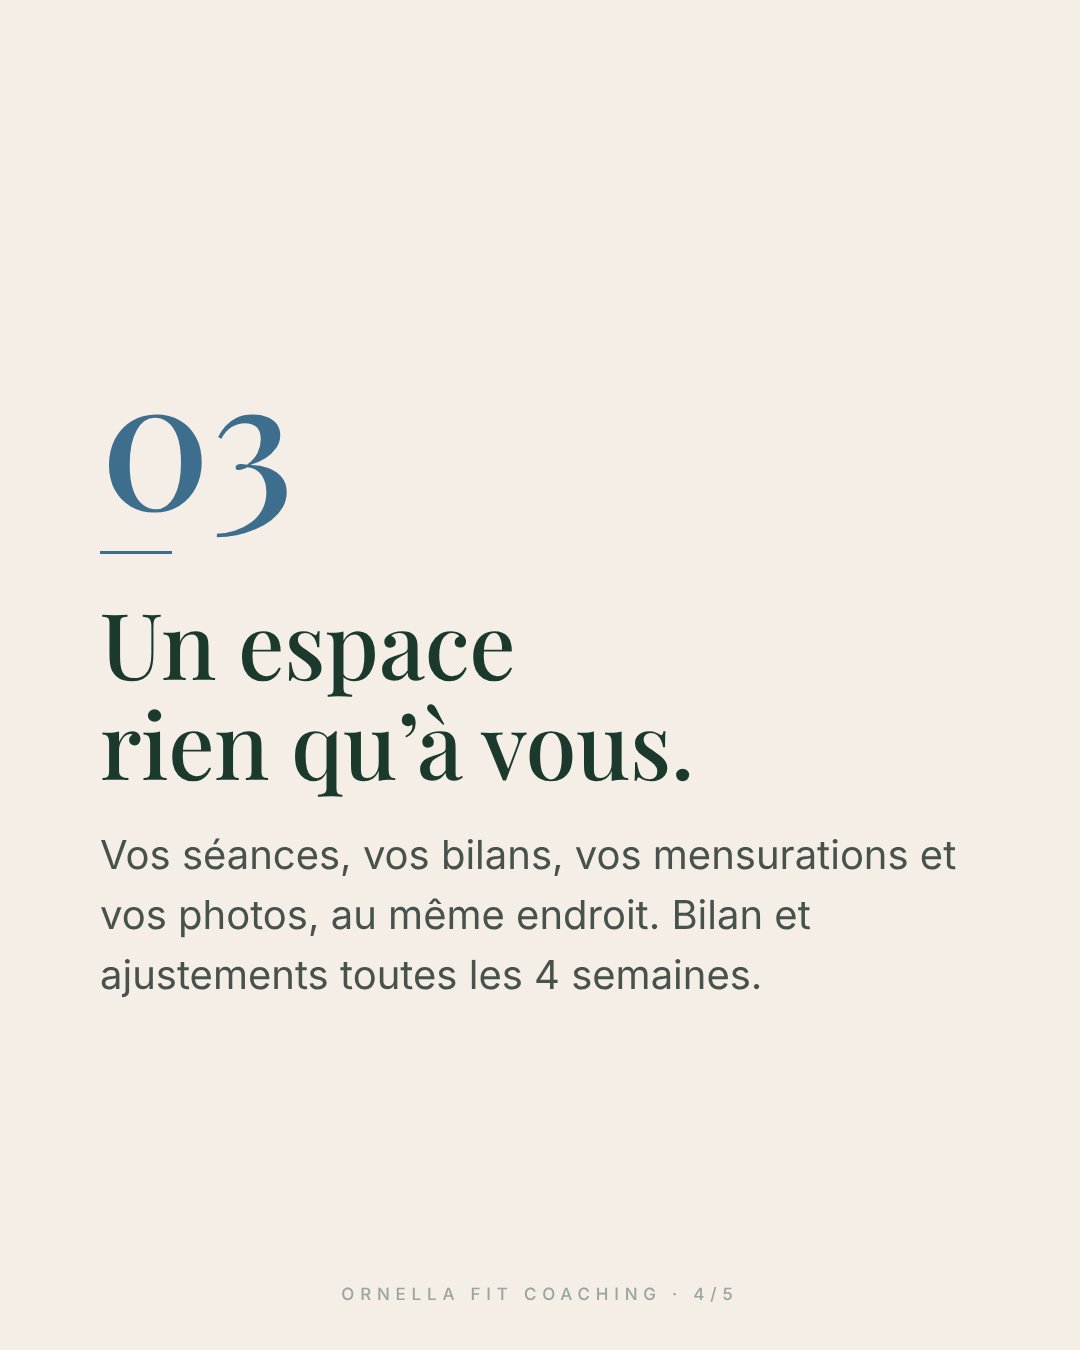 03
Un espace
rien qu’à vous.
Vos séances, vos bilans, vos mensurations et
vos photos, au même endroit. Bilan et
ajustements toutes les 4 semaines.
ORNELLA FIT COACHING · 4/5